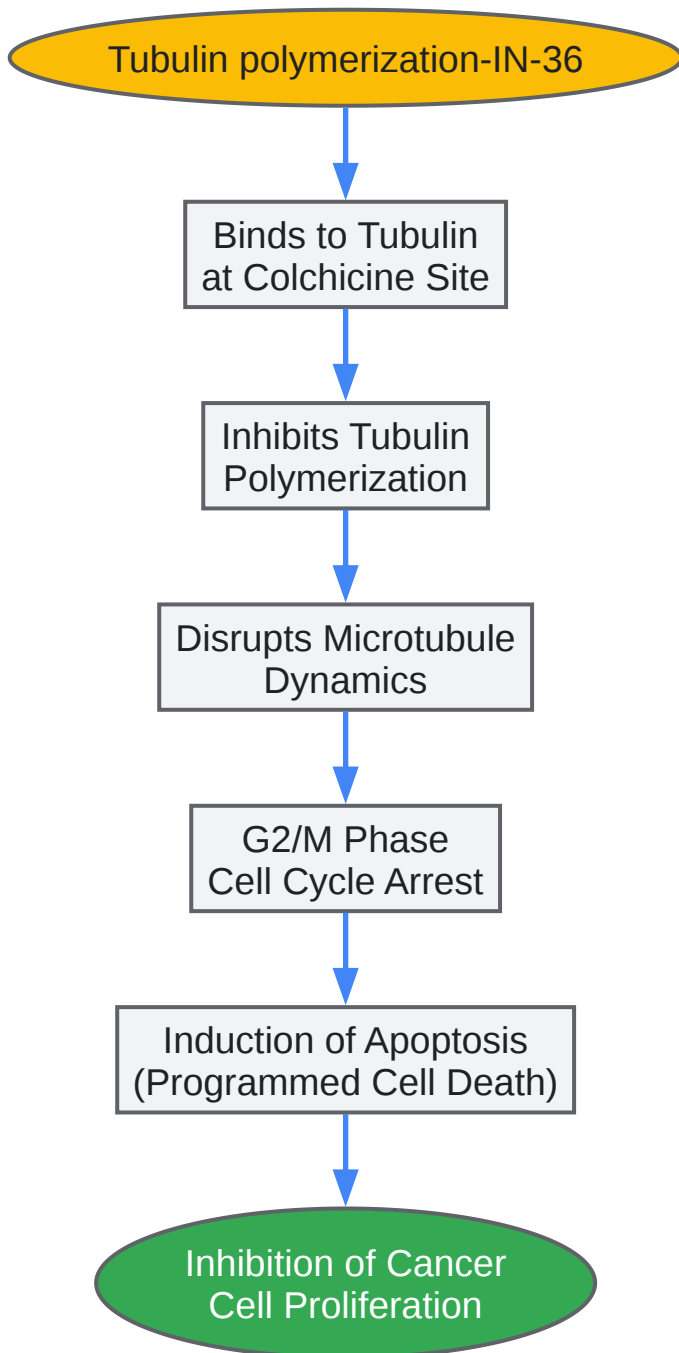 Tubulin polymerization-IN-36
Binds to Tubulin
at Colchicine Site
Inhibits Tubulin
Polymerization
Disrupts Microtubule
Dynamics
G2/M Phase
Cell Cycle Arrest
Induction of Apoptosis
(Programmed Cell Death)
Inhibition of Cancer
Cell Proliferation